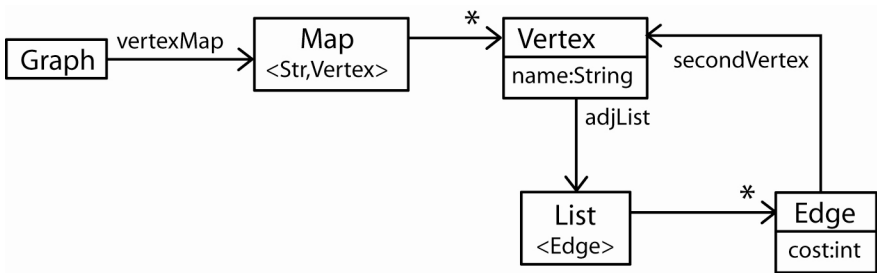 Graph
vertexMap
Map
<Str,Vertex>
*
Vertex
name:String
secondVertex
adjList
List
<Edge>
*
Edge
cost:int